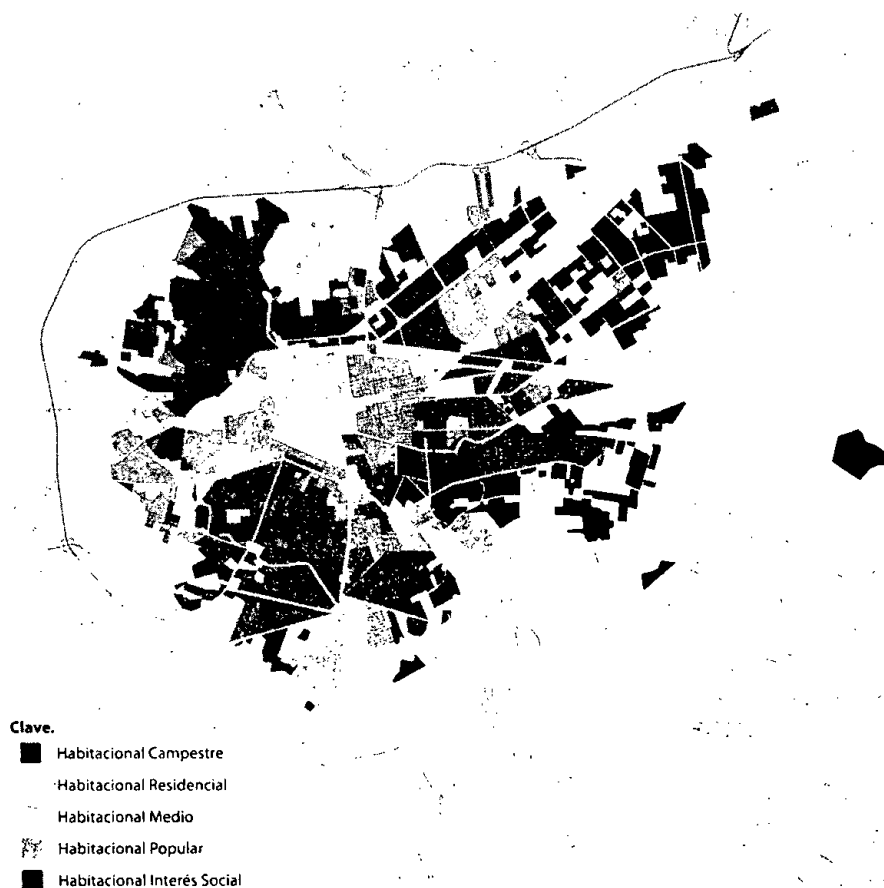 Clave.
Habitacional Campestre
Habitacional Residencial
Habitacional Medio
Habitacional Popular
Habitacional Interés Social